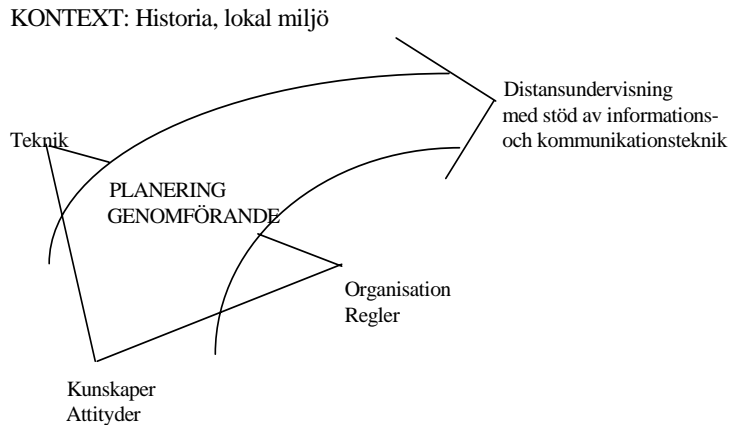 KONTEXT: Historia, lokal miljö
Distansundervisning
med stöd av informations-
och kommunikationsteknik
Teknik
PLANERING
GENOMFÖRANDE
Organisation
Regler
Kunskaper
Attityder